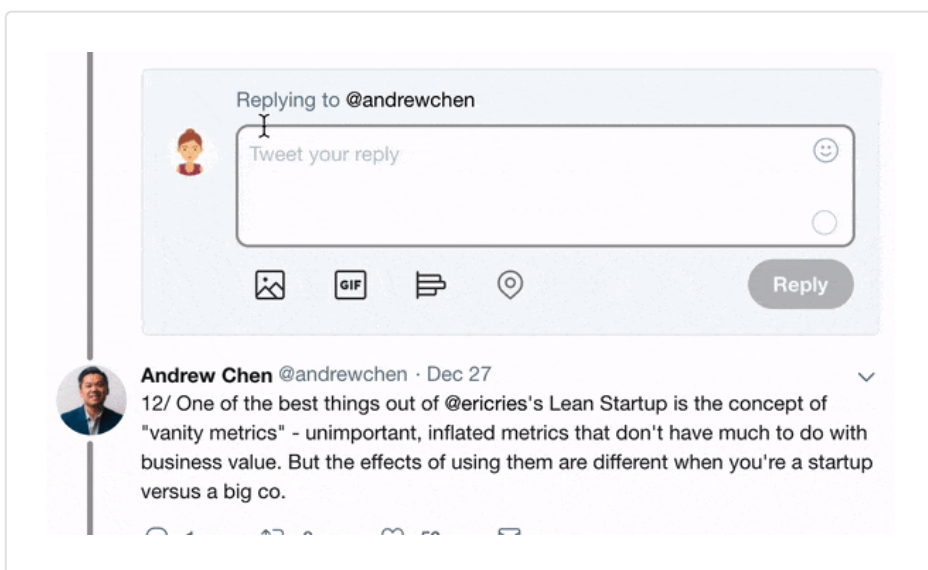 Replying to @andrewchen
Tweet your reply
GIF
Reply
Andrew Chen @andrewchen · Dec 27
12/ One of the best things out of @ericries's Lean Startup is the concept of
"vanity metrics" - unimportant, inflated metrics that don't have much to do with
business value. But the effects of using them are different when you're a startup
versus a big co.